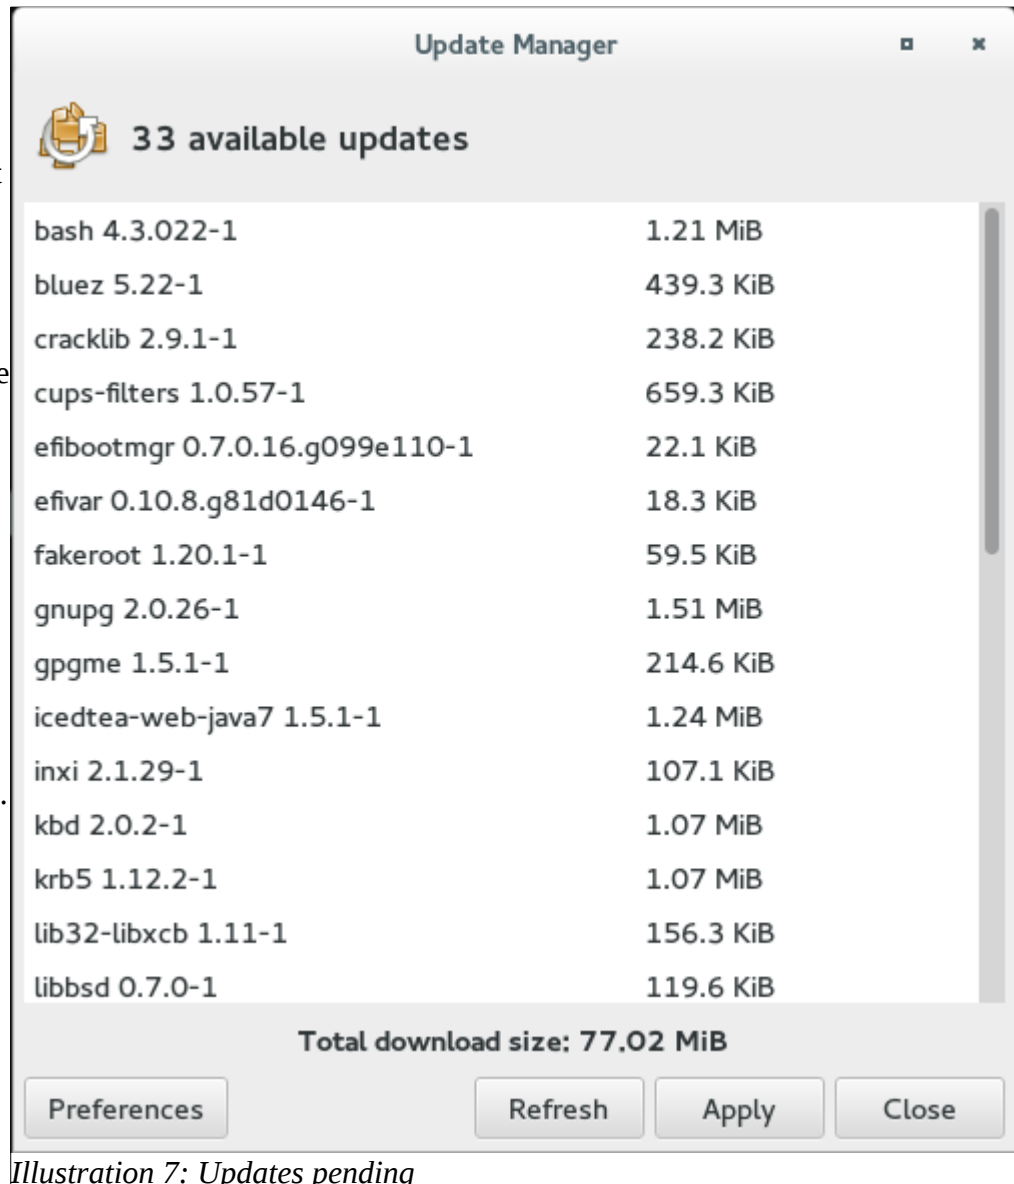 Update Manager
33 available updates
bash 4.3.022-1 1.21 MiB
bluez 5.22-1 439.3 KiB
cracklib 2.9.1-1 238.2 KiB
cups-filters 1.0.57-1 659.3 KiB
efibootmgr 0.7.0.16.g099e110-1 22.1 KiB
efivar 0.10.8.g81d0146-1 18.3 KiB
fakeroot 1.20.1-1 59.5 KiB
gnupg 2.0.26-1 1.51 MiB
gpgme 1.5.1-1 214.6 KiB
icedtea-web-java7 1.5.1-1 1.24 MiB
inxi 2.1.29-1 107.1 KiB
kbd 2.0.2-1 1.07 MiB
krb5 1.12.2-1 1.07 MiB
lib32-libxcb 1.11-1 156.3 KiB
libbsd 0.7.0-1 119.6 KiB
Total download size: 77.02 MiB
Preferences Refresh Apply Close
Illustration 7: Updates pending